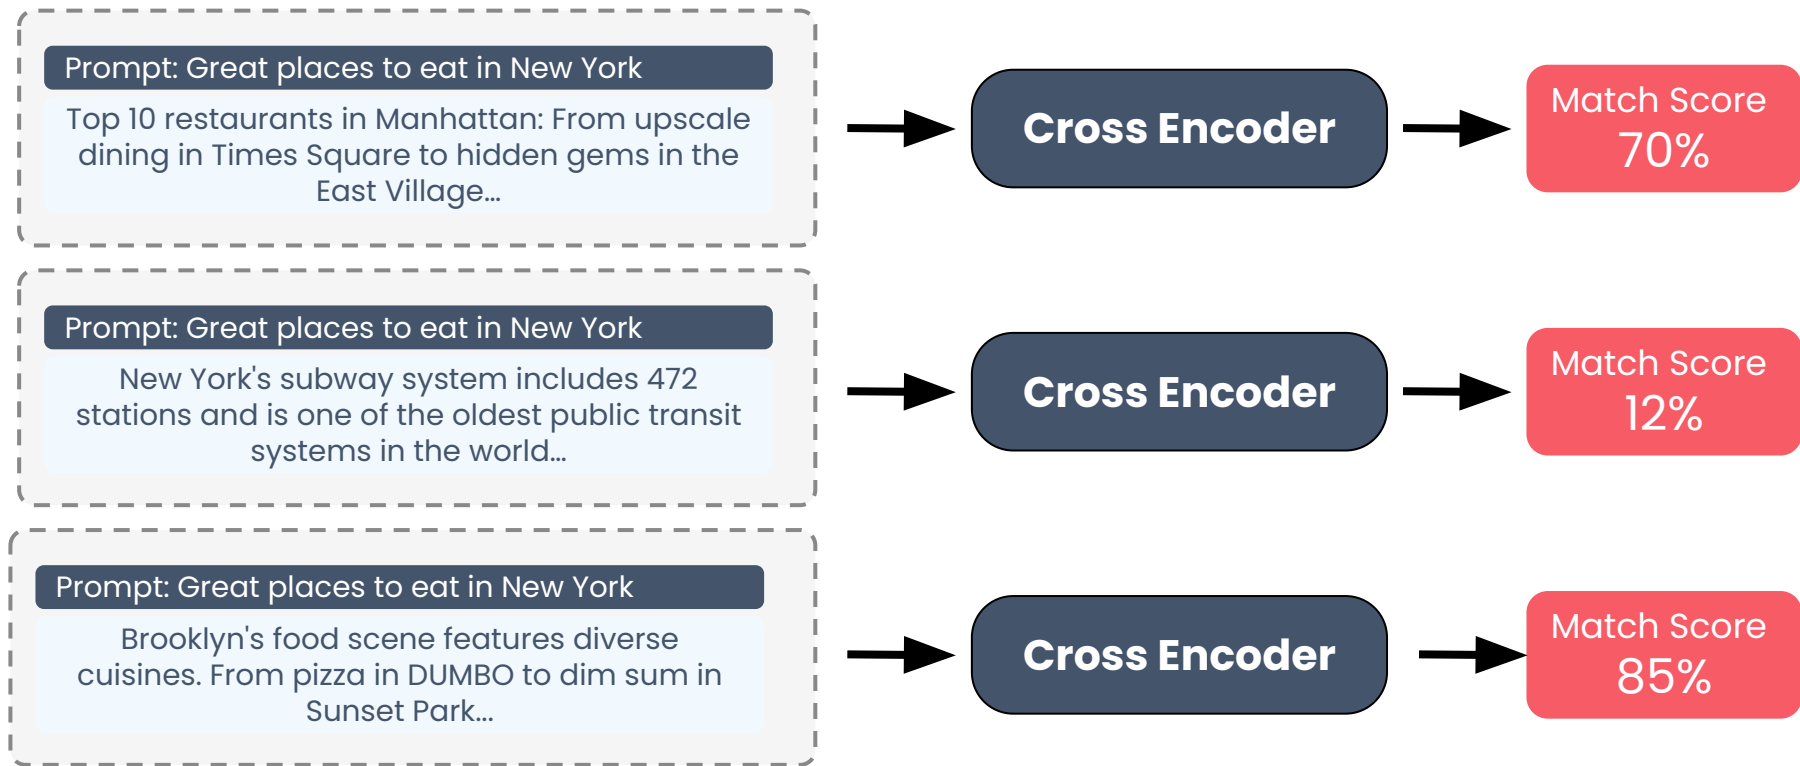 Prompt: Great places to eat in New York
Top 10 restaurants in Manhattan: From upscale
dining in Times Square to hidden gems in the
East Village...
Cross Encoder
Match Score
70%
Prompt: Great places to eat in New York
New York's subway system includes 472
stations and is one of the oldest public transit
systems in the world...
Cross Encoder
Match Score
12%
Prompt: Great places to eat in New York
Brooklyn's food scene features diverse
cuisines. From pizza in DUMBO to dim sum in
Sunset Park...
Cross Encoder
Match Score
85%